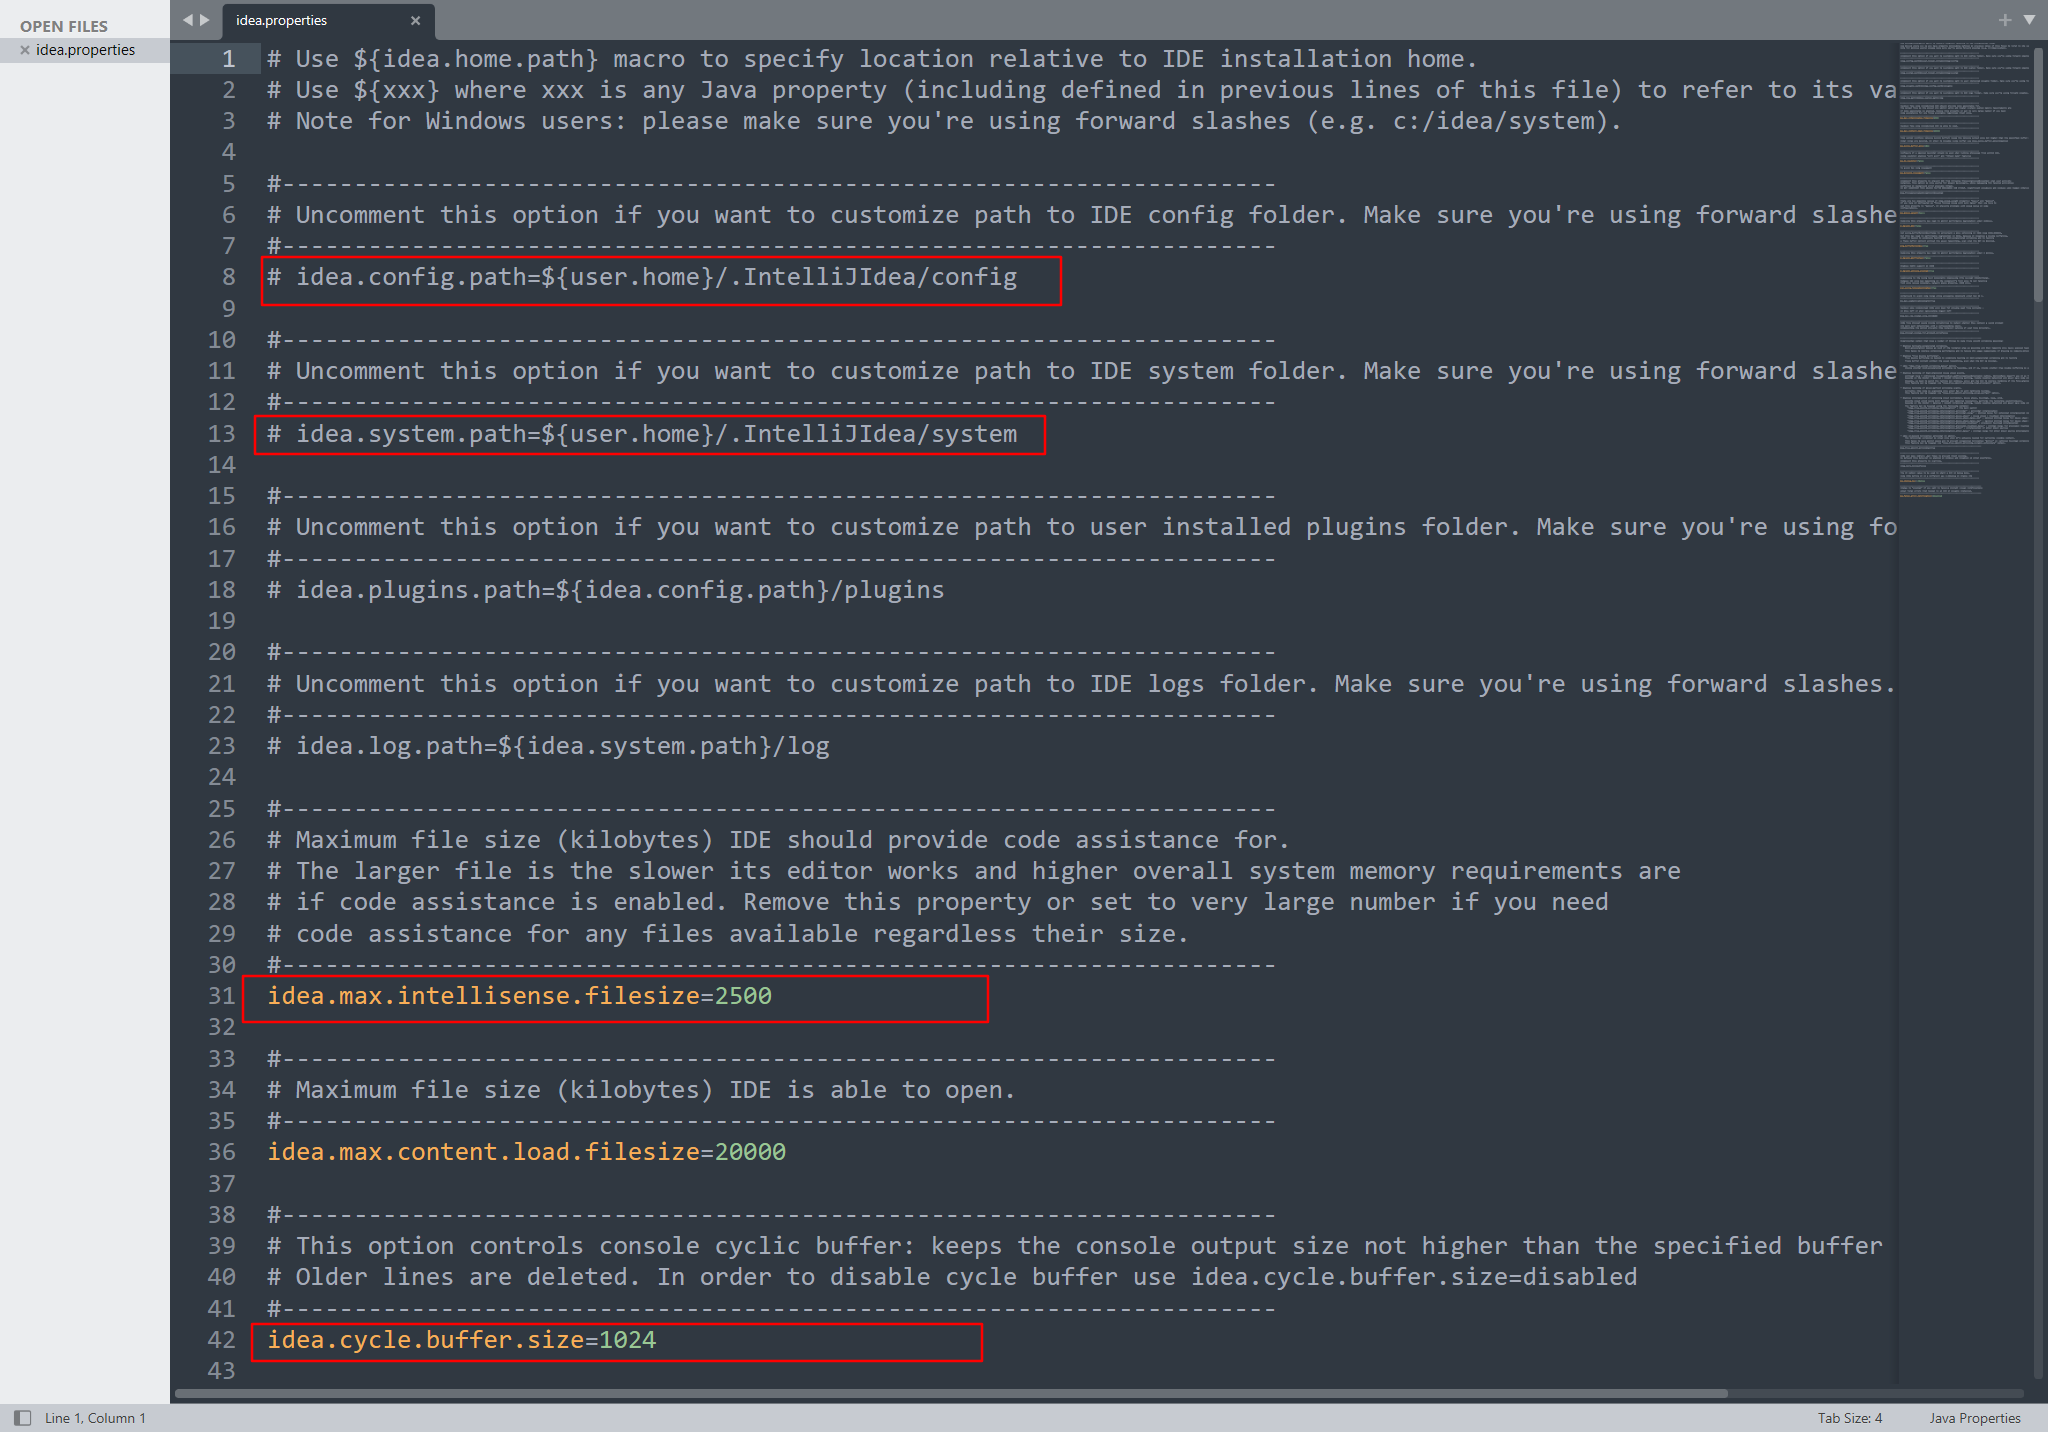 OPEN FILES
idea.properties
idea.properties
1 # Use ${idea.home.path} macro to specify location relative to IDE installation home.
2 # Use ${xxx} where xxx is any Java property (including defined in previous lines of this file) to refer to its va
3 # Note for Windows users: please make sure you're using forward slashes (e.g. c:/idea/system).
4
5 #---------------------------------------------------------------------
6 # Uncomment this option if you want to customize path to IDE config folder. Make sure you're using forward slashe
7 #---------------------------------------------------------------------
8 # idea.config.path=${user.home}/.IntelliJIdea/config
9
10 #---------------------------------------------------------------------
11 # Uncomment this option if you want to customize path to IDE system folder. Make sure you're using forward slashe
12 #---------------------------------------------------------------------
13 # idea.system.path=${user.home}/.IntelliJIdea/system
14
15 #---------------------------------------------------------------------
16 # Uncomment this option if you want to customize path to user installed plugins folder. Make sure you're using fo
17 #---------------------------------------------------------------------
18 # idea.plugins.path=${idea.config.path}/plugins
19
20 #---------------------------------------------------------------------
21 # Uncomment this option if you want to customize path to IDE logs folder. Make sure you're using forward slashes.
22 #---------------------------------------------------------------------
23 # idea.log.path=${idea.system.path}/log
24
25 #---------------------------------------------------------------------
26 # Maximum file size (kilobytes) IDE should provide code assistance for.
27 # The larger file is the slower its editor works and higher overall system memory requirements are
28 # if code assistance is enabled. Remove this property or set to very large number if you need
29 # code assistance for any files available regardless their size.
30 #---------------------------------------------------------------------
31 idea.max.intellisense.filesize=2500
32
33 #---------------------------------------------------------------------
34 # Maximum file size (kilobytes) IDE is able to open.
35 #---------------------------------------------------------------------
36 idea.max.content.load.filesize=20000
37
38 #---------------------------------------------------------------------
39 # This option controls console cyclic buffer: keeps the console output size not higher than the specified buffer
40 # Older lines are deleted. In order to disable cycle buffer use idea.cycle.buffer.size=disabled
41 #---------------------------------------------------------------------
42 idea.cycle.buffer.size=1024
43
Line 1, Column 1
Tab Size: 4
Java Properties